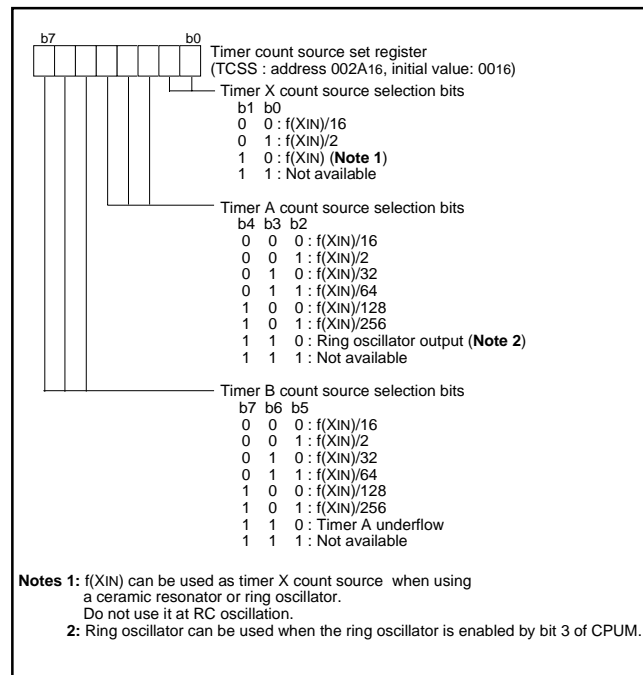 b7 b0
Timer count source set register
(TCSS : address 002A16, initial value: 0016)
Timer X count source selection bits
b1 b0
0 0 : f(XIN)/16
0 1 : f(XIN)/2
1 0 : f(XIN) (Note 1)
1 1 : Not available
Timer A count source selection bits
b4 b3 b2
0 0 0 : f(XIN)/16
0 0 1 : f(XIN)/2
0 1 0 : f(XIN)/32
0 1 1 : f(XIN)/64
1 0 0 : f(XIN)/128
1 0 1 : f(XIN)/256
1 1 0 : Ring oscillator output (Note 2)
1 1 1 : Not available
Timer B count source selection bits
b7 b6 b5
0 0 0 : f(XIN)/16
0 0 1 : f(XIN)/2
0 1 0 : f(XIN)/32
0 1 1 : f(XIN)/64
1 0 0 : f(XIN)/128
1 0 1 : f(XIN)/256
1 1 0 : Timer A underflow
1 1 1 : Not available
Notes 1: f(XIN) can be used as timer X count source when using
a ceramic resonator or ring oscillator.
Do not use it at RC oscillation.
2: Ring oscillator can be used when the ring oscillator is enabled by bit 3 of CPUM.